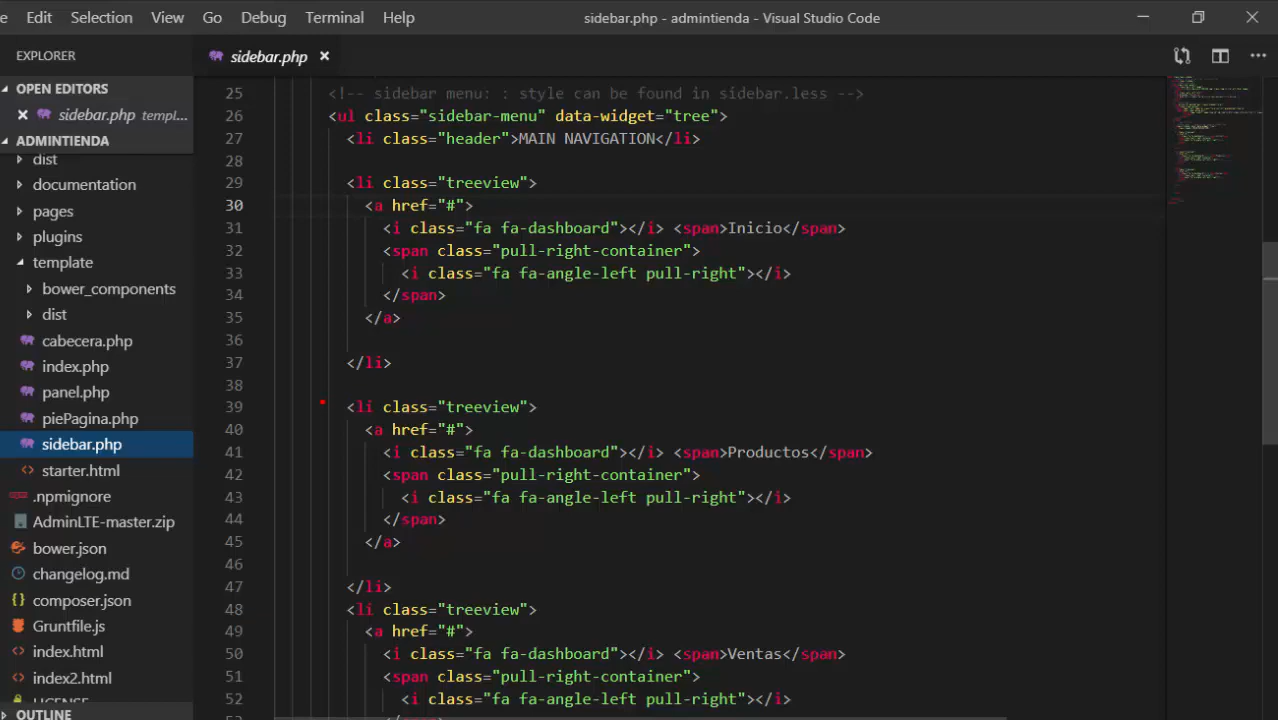 Edit Selection View Go Debug Terminal Help sidebar.php - admintienda - Visual Studio Code
EXPLORER
OPEN EDITORS
sidebar.php templ...
ADMINTIENDA
dist
documentation
pages
plugins
template
bower_components
dist
cabecera.php
index.php
panel.php
piePagina.php
sidebar.php
starter.html
.npmignore
AdminLTE-master.zip
bower.json
changelog.md
composer.json
Gruntfile.js
index.html
index2.html
LICENSE
OUTLINE
sidebar.php
25 <!-- sidebar menu: : style can be found in sidebar.less -->
26 <ul class="sidebar-menu" data-widget="tree">
27 <li class="header">MAIN NAVIGATION</li>
28
29 <li class="treeview">
30 <a href="#">
31 <i class="fa fa-dashboard"></i> <span>Inicio</span>
32 <span class="pull-right-container">
33 <i class="fa fa-angle-left pull-right"></i>
34 </span>
35 </a>
36
37 </li>
38
39 <li class="treeview">
40 <a href="#">
41 <i class="fa fa-dashboard"></i> <span>Productos</span>
42 <span class="pull-right-container">
43 <i class="fa fa-angle-left pull-right"></i>
44 </span>
45 </a>
46
47 </li>
48 <li class="treeview">
49 <a href="#">
50 <i class="fa fa-dashboard"></i> <span>Ventas</span>
51 <span class="pull-right-container">
52 <i class="fa fa-angle-left pull-right"></i>